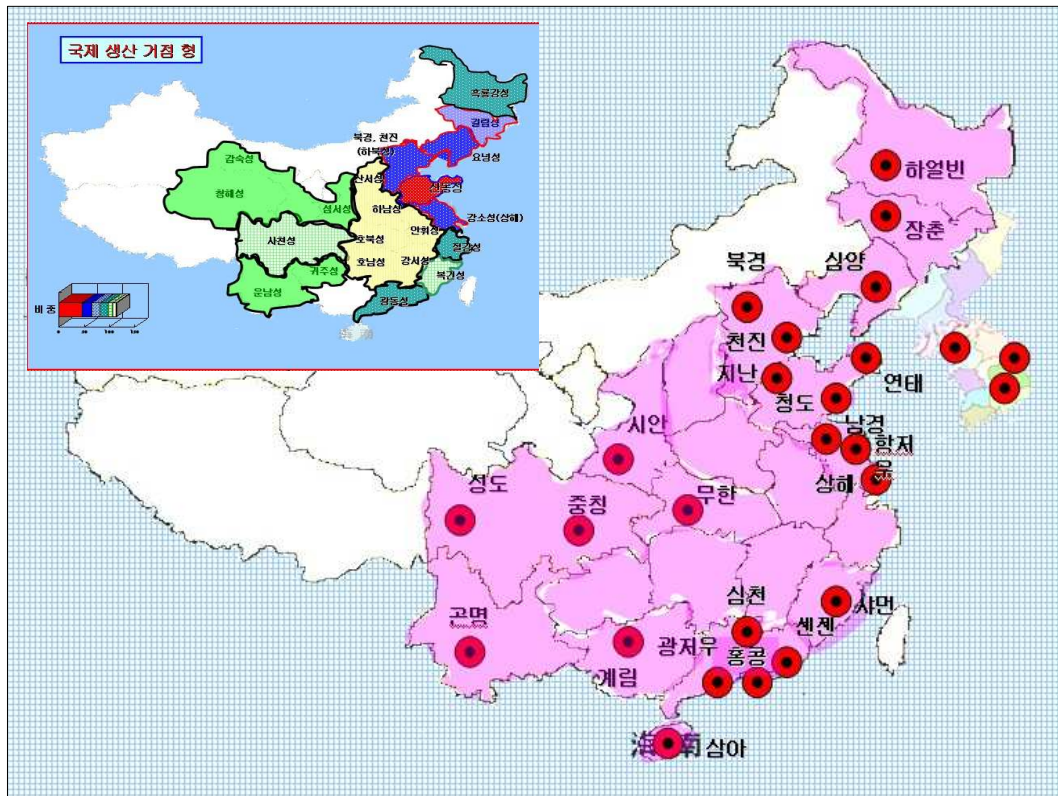 국제 생산 거점 형
흑룡강성
길림성
북경, 천진
(하북성)
요녕성
감숙성
산서성
산동성
청해성
섬서성
하남성
강소성(상해)
안휘성
사천성
호북성
절강성
호남성
강서성
귀주성
복건성
운남성
광동성
비 중
하얼빈
장춘
북경
심양
천진
지난
연태
청도
남경
시안
학저
우
상해
성도
중칭
무한
심천
샤먼
곤명
센젠
광저우
홍콩
계림
海南
삼아